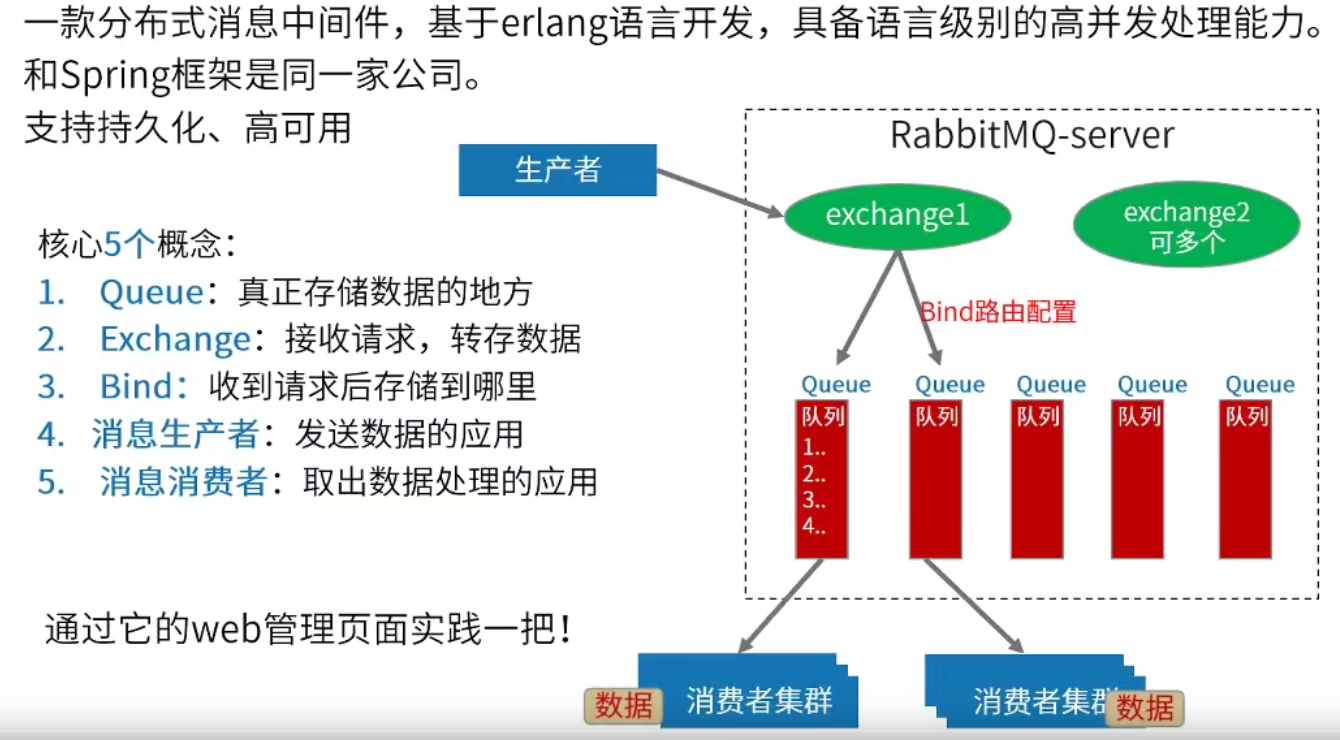 一款分布式消息中间件，基于erlang语言开发，具备语言级别的高并发处理能力。
和Spring框架是同一家公司。
支持持久化、高可用
核心5个概念：
1. Queue：真正存储数据的地方
2. Exchange：接收请求，转存数据
3. Bind：收到请求后存储到哪里
4. 消息生产者：发送数据的应用
5. 消息消费者：取出数据处理的应用
通过它的web管理页面实践一把！
生产者
RabbitMQ-server
exchange1
exchange2
可多个
Bind路由配置
Queue Queue Queue Queue Queue
队列 队列 队列 队列 队列
1..
2..
3..
4..
数据 消费者集群 消费者集群 数据